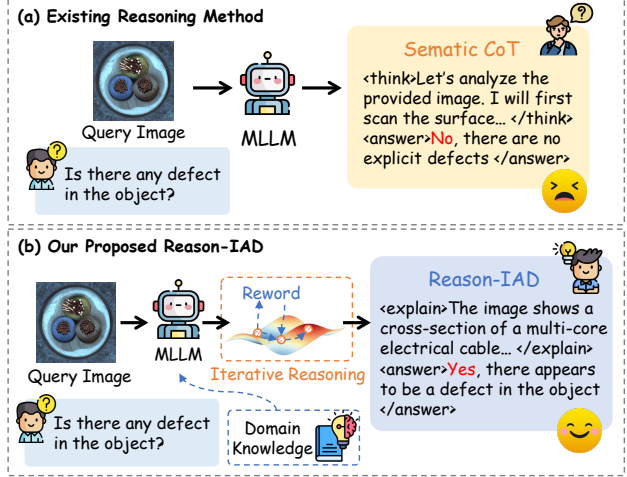 (a) Existing Reasoning Method
Query Image
MLLM
Is there any defect
in the object?
Sematic CoT
<think>Let's analyze the
provided image. I will first
scan the surface... </think>
<answer>No, there are no
explicit defects </answer>
(b) Our Proposed Reason-IAD
Query Image
MLLM
Reword
Iterative Reasoning
Is there any defect
in the object?
Domain
Knowledge
Reason-IAD
<explain>The image shows a
cross-section of a multi-core
electrical cable... </explain>
<answer>Yes, there appears
to be a defect in the object
</answer>